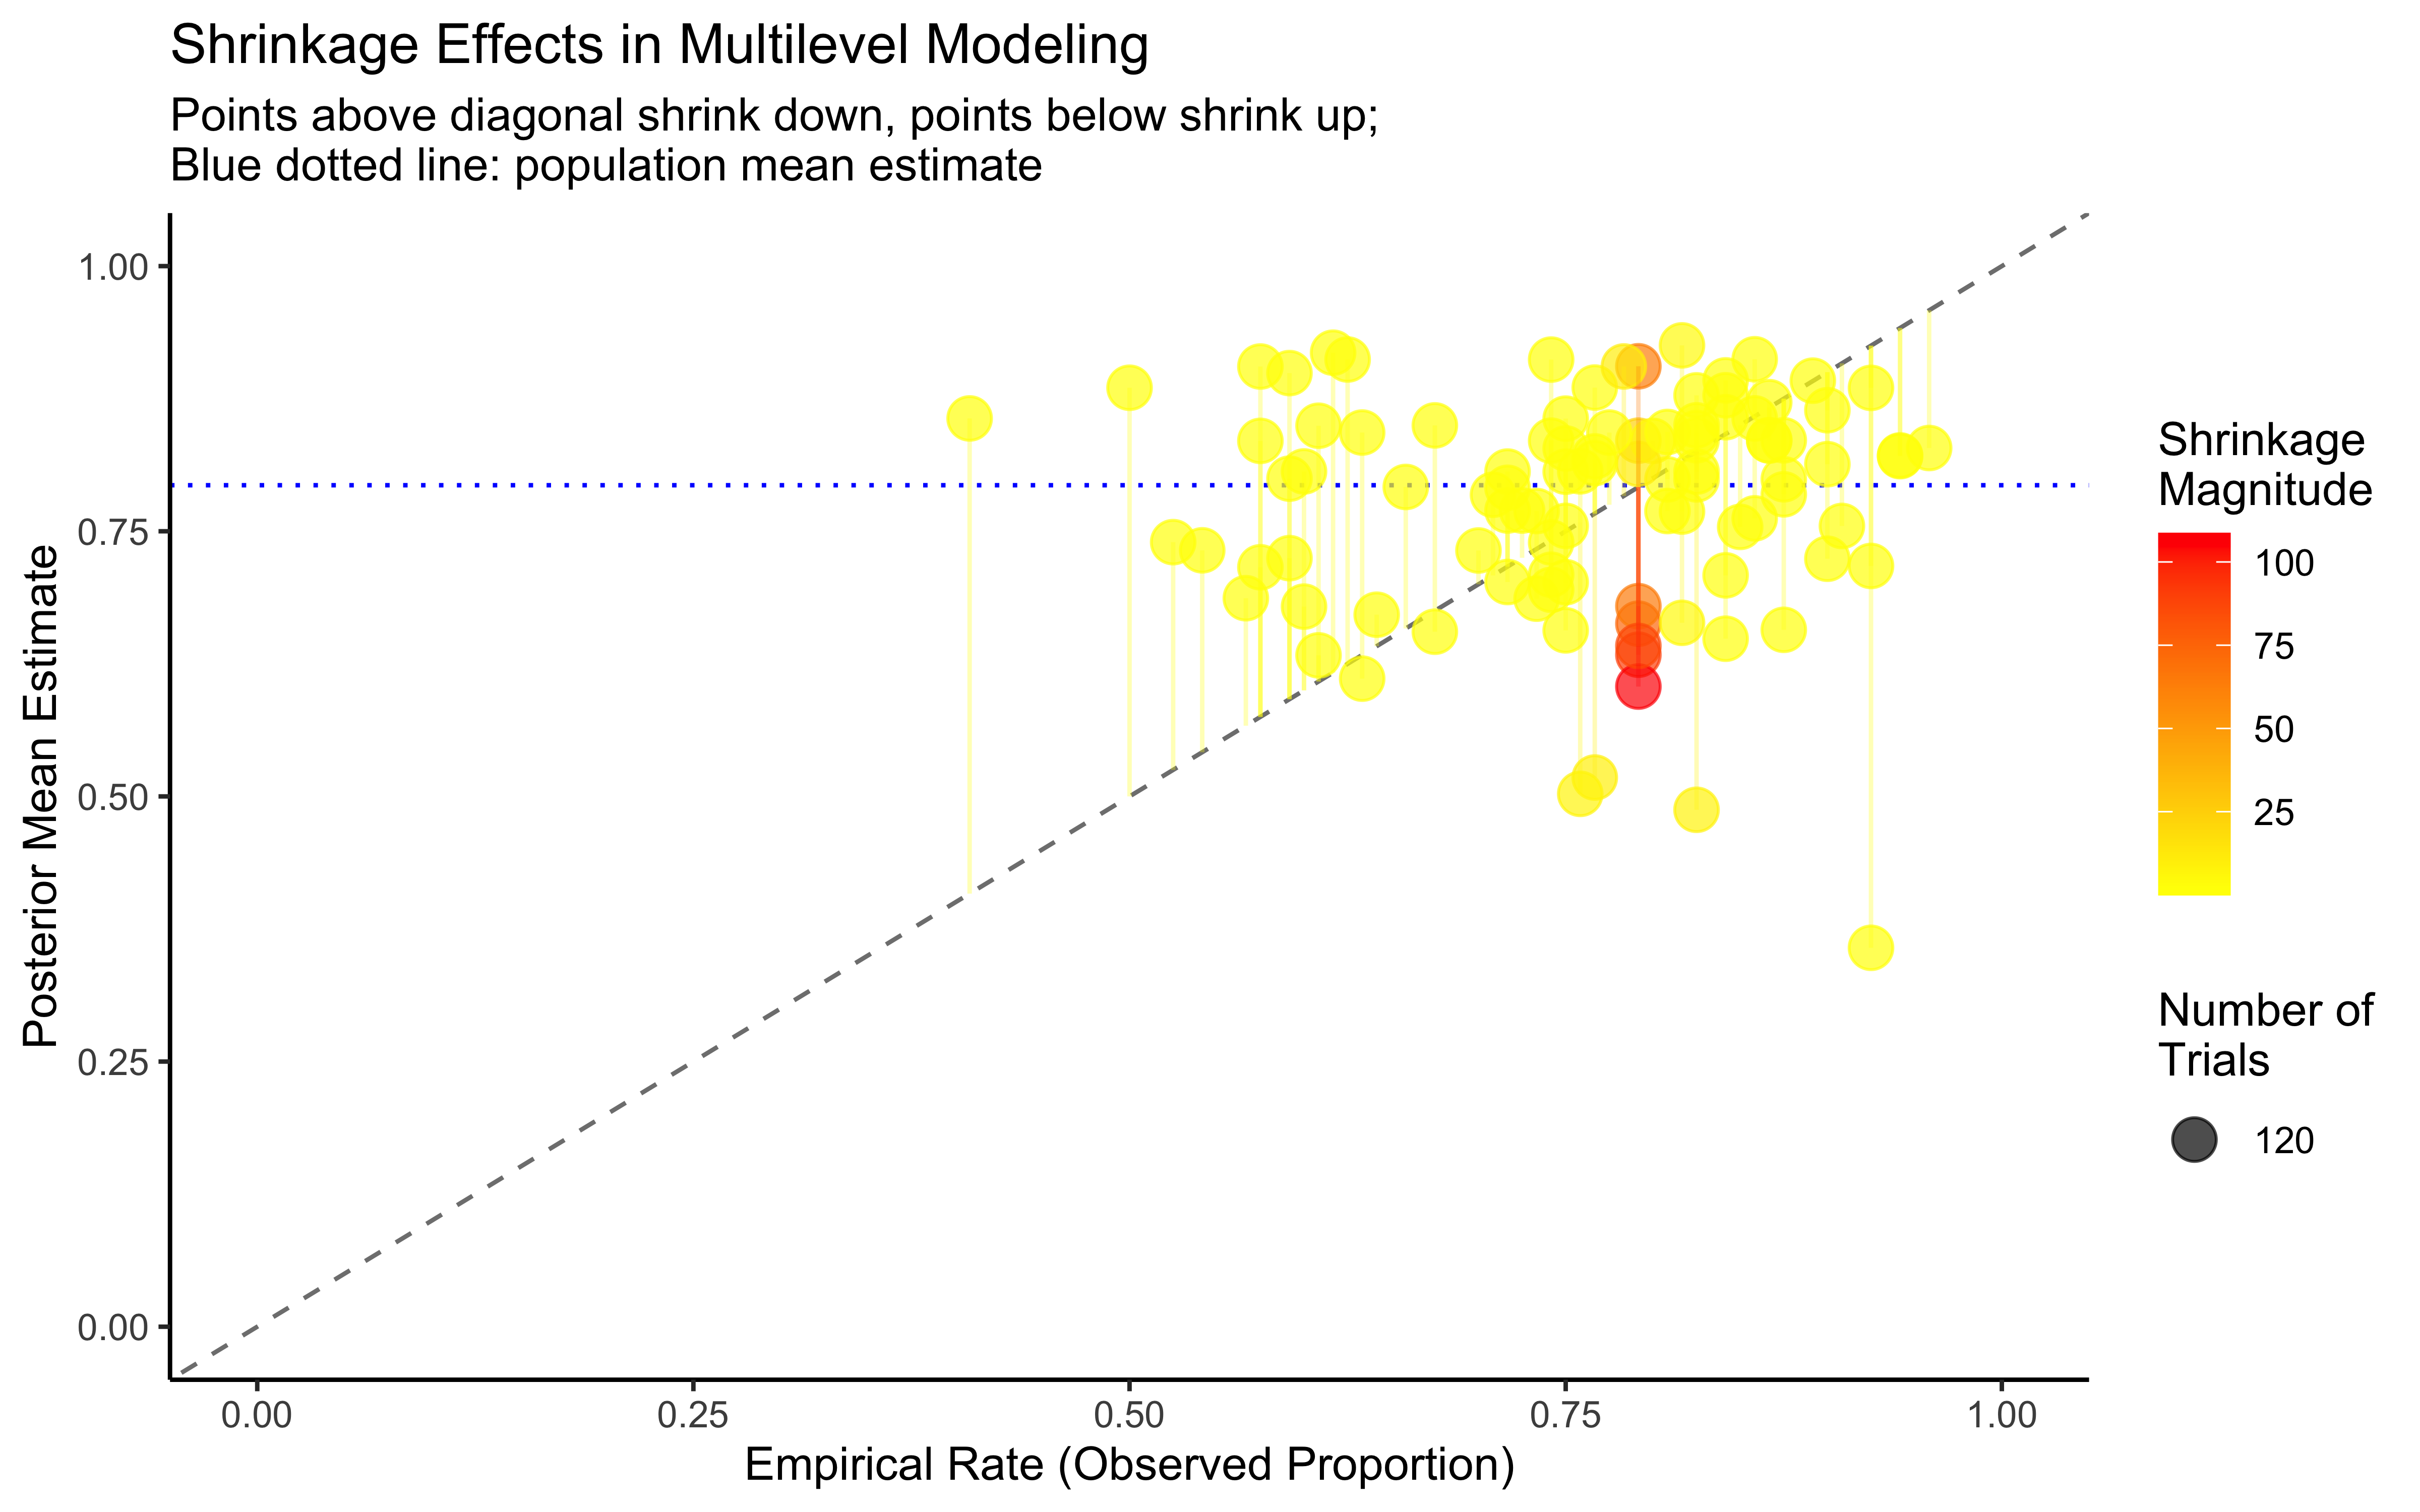 Shrinkage Effects in Multilevel Modeling
Points above diagonal shrink down, points below shrink up;
Blue dotted line: population mean estimate
Posterior Mean Estimate
1.00
0.75
0.50
0.25
0.00
0.00
0.25
0.50
0.75
1.00
Empirical Rate (Observed Proportion)
Shrinkage
Magnitude
100
75
50
25
Number of
Trials
120